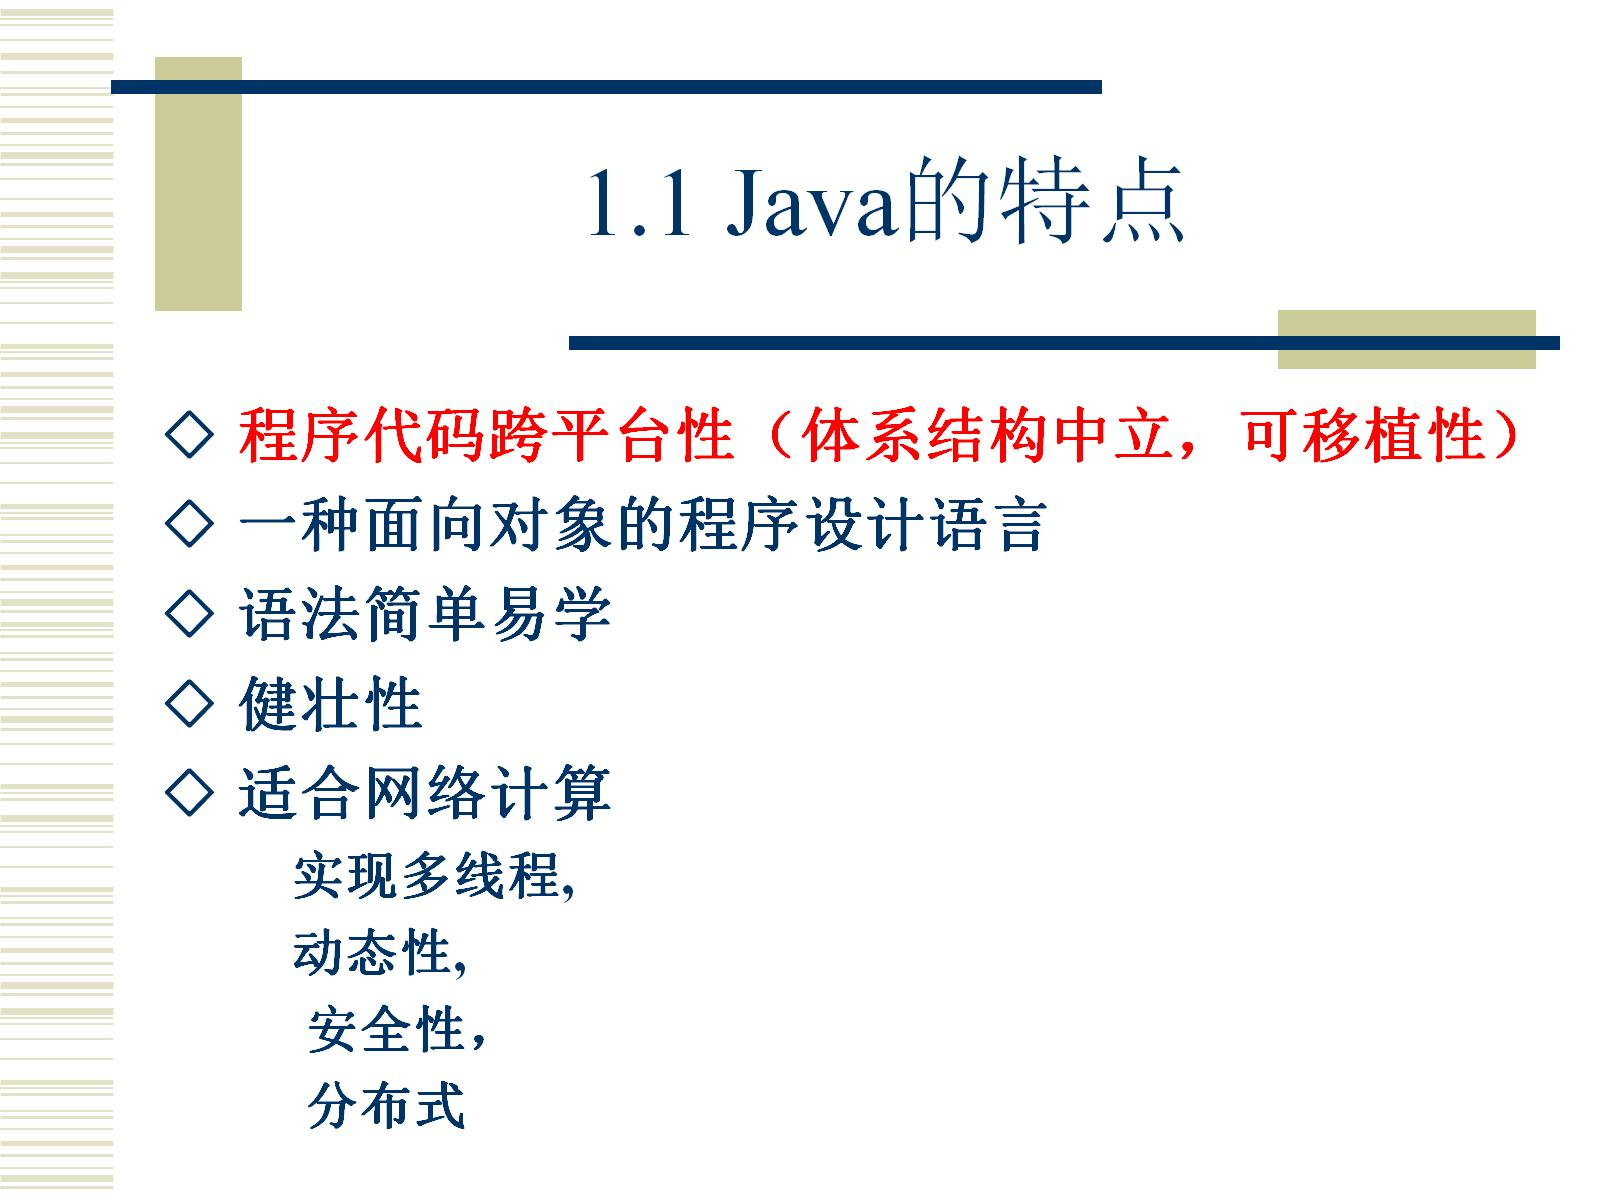 1.1 Java的特点
◇ 程序代码跨平台性（体系结构中立，可移植性）
◇ 一种面向对象的程序设计语言
◇ 语法简单易学
◇ 健壮性
◇ 适合网络计算
实现多线程,
动态性,
安全性，
分布式